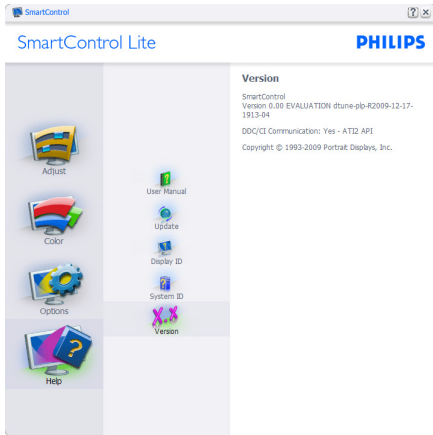 SmartControl
SmartControl Lite
PHILIPS
Adjust
Color
Options
Help
User Manual
Update
Display ID
System ID
X.X
Version
Version
SmartControl
Version 0.00 EVALUATION dtune-plp-R2009-12-17-
1913-04
DDC/CI Communication: Yes - ATI2 API
Copyright © 1993-2009 Portrait Displays, Inc.